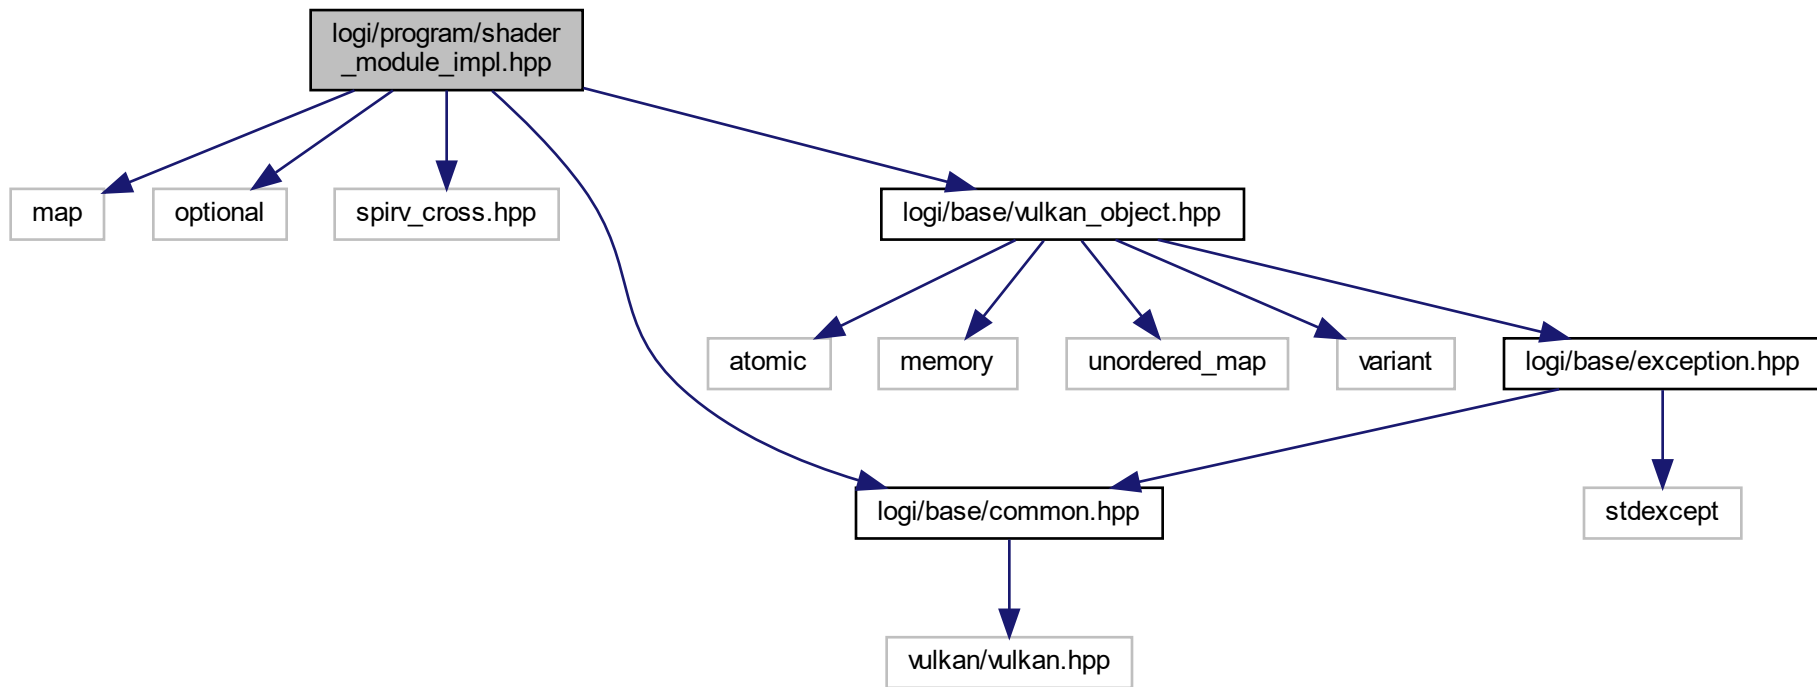 logi/program/shader
_module_impl.hpp
map
optional
spirv_cross.hpp
logi/base/vulkan_object.hpp
atomic
memory
unordered_map
variant
logi/base/exception.hpp
logi/base/common.hpp
stdexcept
vulkan/vulkan.hpp